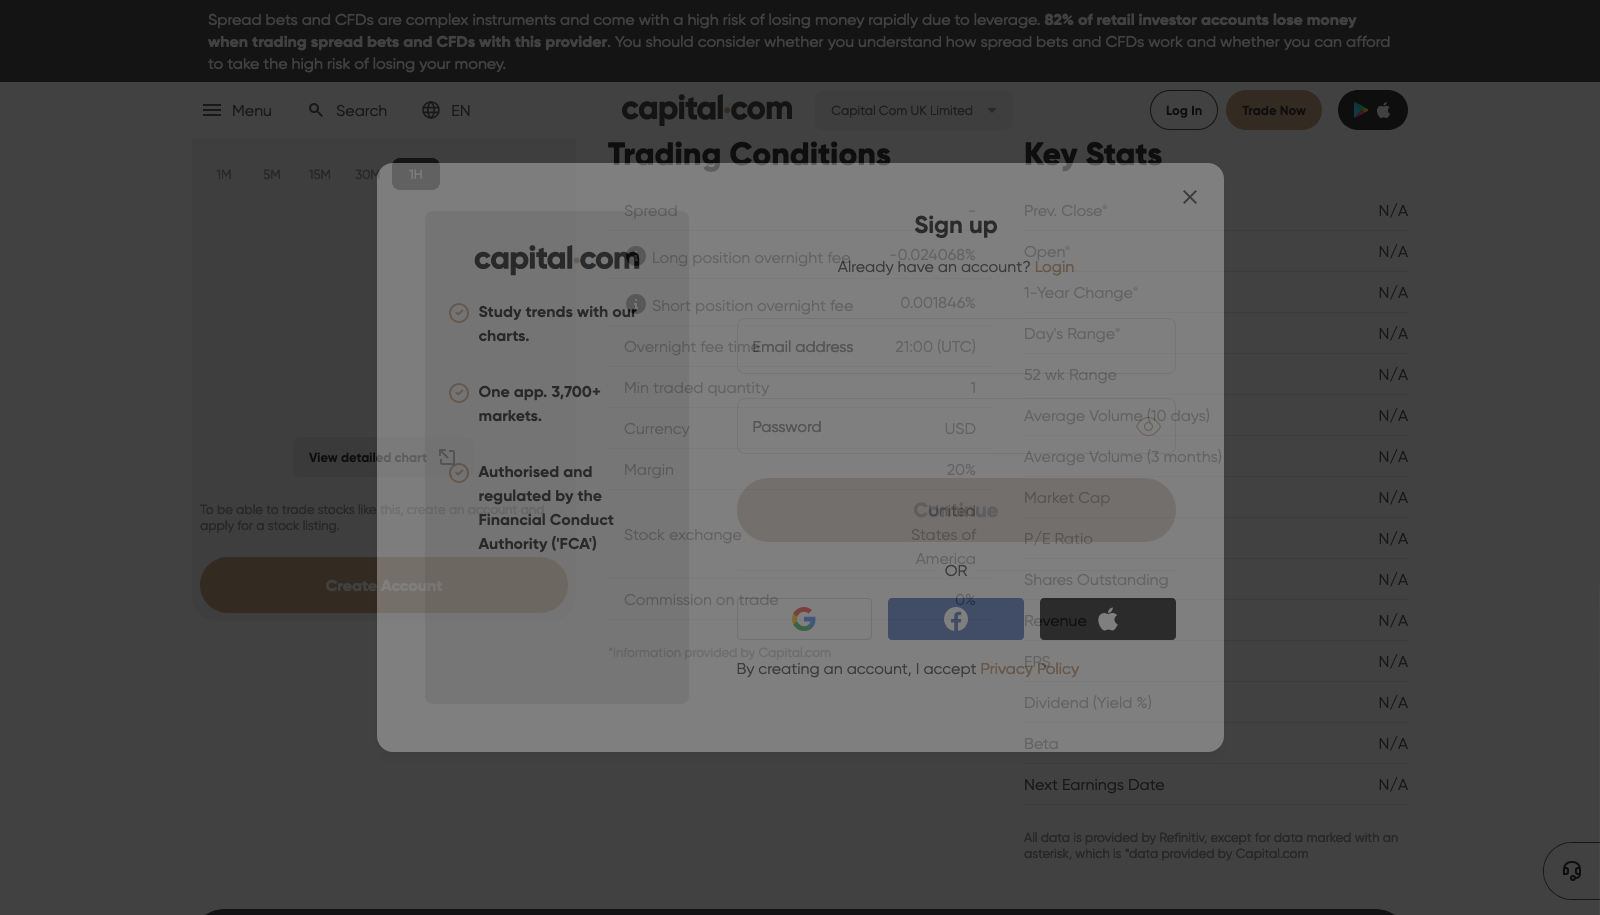 Spread bets and CFDs are complex instruments and come with a high risk of losing money rapidly due to leverage. 82% of retail investor accounts lose money
when trading spread bets and CFDs with this provider. You should consider whether you understand how spread bets and CFDs work and whether you can afford
to take the high risk of losing your money.
Menu
Search
EN
capital.com
Capital Com UK Limited
Log In
Trade Now
1M 5M 15M 30M 1H
View detailed chart
To be able to trade stocks like this, create an account and
apply for a stock listing.
Create Account
Trading Conditions
Spread -
Long position overnight fee -0.024068%
Short position overnight fee 0.001846%
Overnight fee time 21:00 (UTC)
Min traded quantity 1
Currency USD
Margin 20%
Stock exchange United
States of
America
Commission on trade 0%
*Information provided by Capital.com
Key Stats
Prev. Close* N/A
Open* N/A
1-Year Change* N/A
Day's Range* N/A
52 wk Range N/A
Average Volume (10 days) N/A
Average Volume (3 months) N/A
Market Cap N/A
P/E Ratio N/A
Shares Outstanding N/A
Revenue N/A
EPS N/A
Dividend (Yield %) N/A
Beta N/A
Next Earnings Date N/A
All data is provided by Refinitiv, except for data marked with an
asterisk, which is *data provided by Capital.com
capital.com
Study trends with our
charts.
One app. 3,700+
markets.
Authorised and
regulated by the
Financial Conduct
Authority ('FCA')
Sign up
Already have an account? Login
Email address
Password
Continue
OR
By creating an account, I accept Privacy Policy